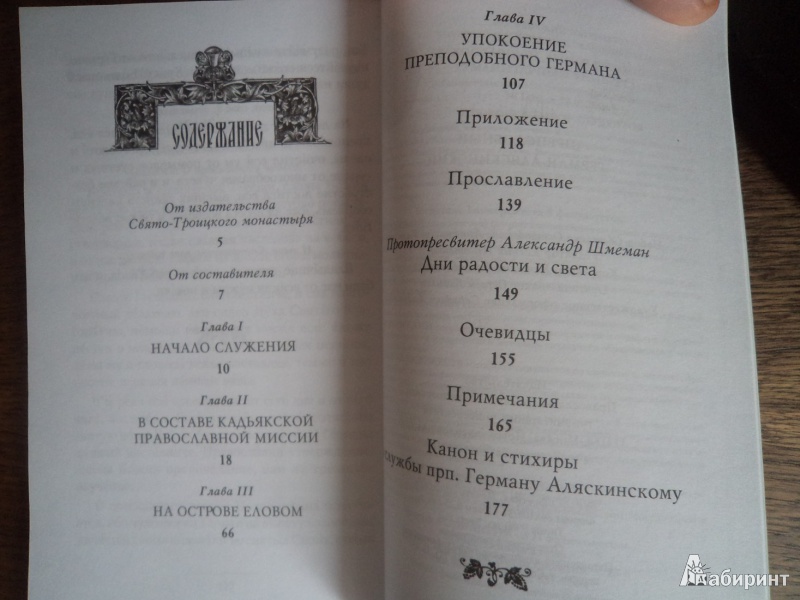 СОДЕРЖАНИЕ
От издательства
Свято-Троицкого монастыря
5
От составителя
7
Глава I
НАЧАЛО СЛУЖЕНИЯ
10
Глава II
В СОСТАВЕ КАДЬЯКСКОЙ
ПРАВОСЛАВНОЙ МИССИИ
18
Глава III
НА ОСТРОВЕ ЕЛОВОМ
66
Глава IV
УПОКОЕНИЕ
ПРЕПОДОБНОГО ГЕРМАНА
107
Приложение
118
Прославление
139
Протопресвитер Александр Шмеман
Дни радости и света
149
Очевидцы
155
Примечания
165
Канон и стихиры
службы прп. Герману Аляскинскому
177
Лабиринт